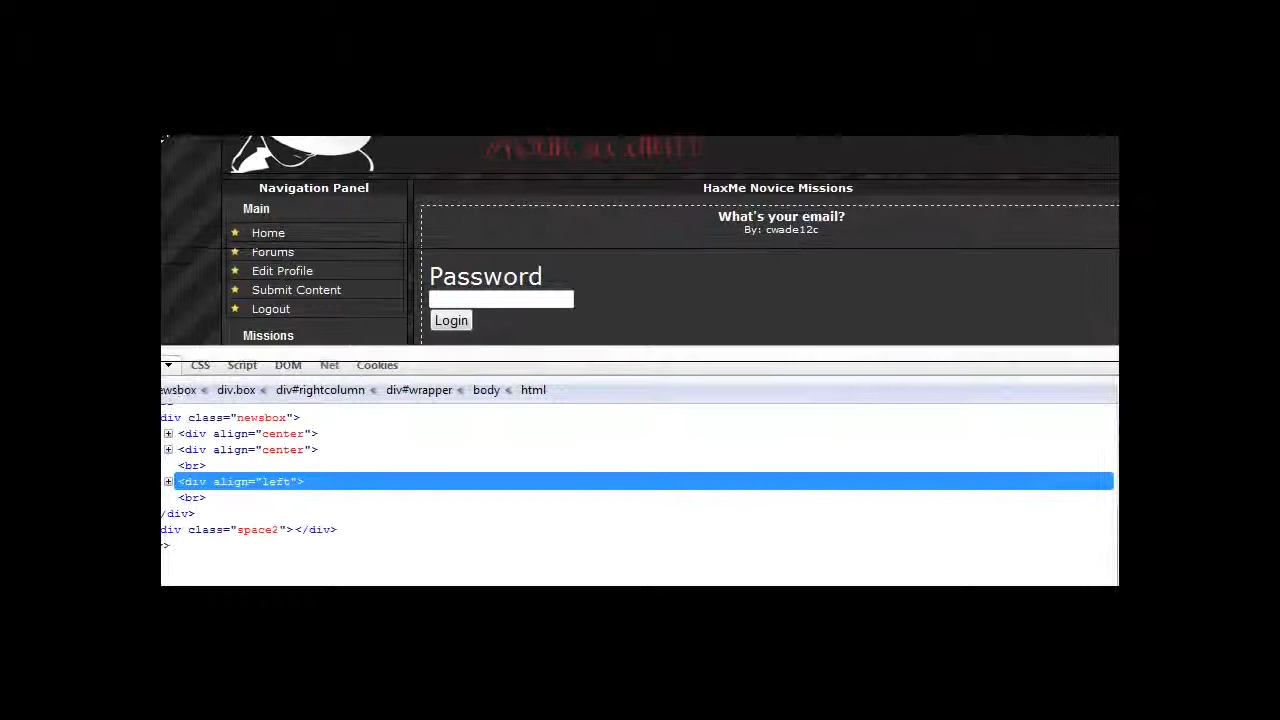 Navigation Panel
HaxMe Novice Missions
Main
What's your email?
By: cwade12c
Home
Forums
Edit Profile
Submit Content
Logout
Missions
Password
Login
CSS Script DOM Net Cookies
ewsbox < div.box < div#rightcolumn < div#wrapper < body < html
div class="newsbox">
<div align="center">
<div align="center">
<br>
<div align="left">
<br>
/div>
div class="space2"></div>
>